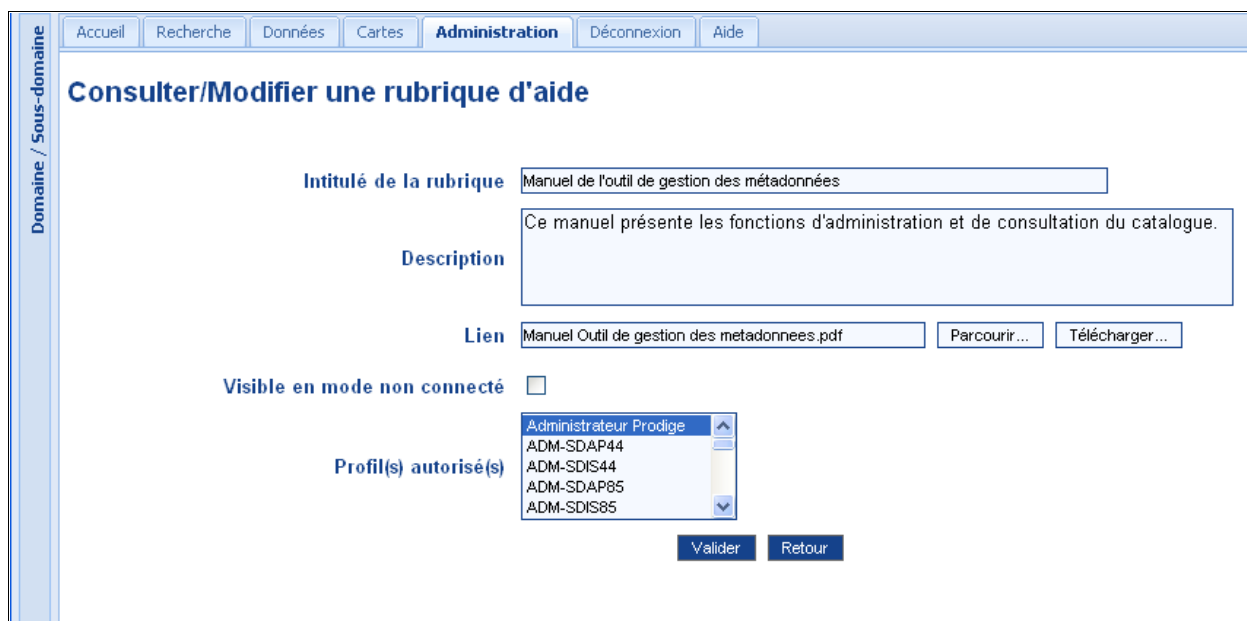 Domaine / Sous-domaine
Accueil Recherche Données Cartes Administration Déconnexion Aide
Consulter/Modifier une rubrique d'aide
Intitulé de la rubrique Manuel de l'outil de gestion des métadonnées
Description Ce manuel présente les fonctions d'administration et de consultation du catalogue.
Lien Manuel Outil de gestion des metadonnees.pdf Parcourir... Télécharger...
Visible en mode non connecté
Profil(s) autorisé(s) Administrateur Prodige
ADM-SDAP44
ADM-SDIS44
ADM-SDAP85
ADM-SDIS85
Valider Retour